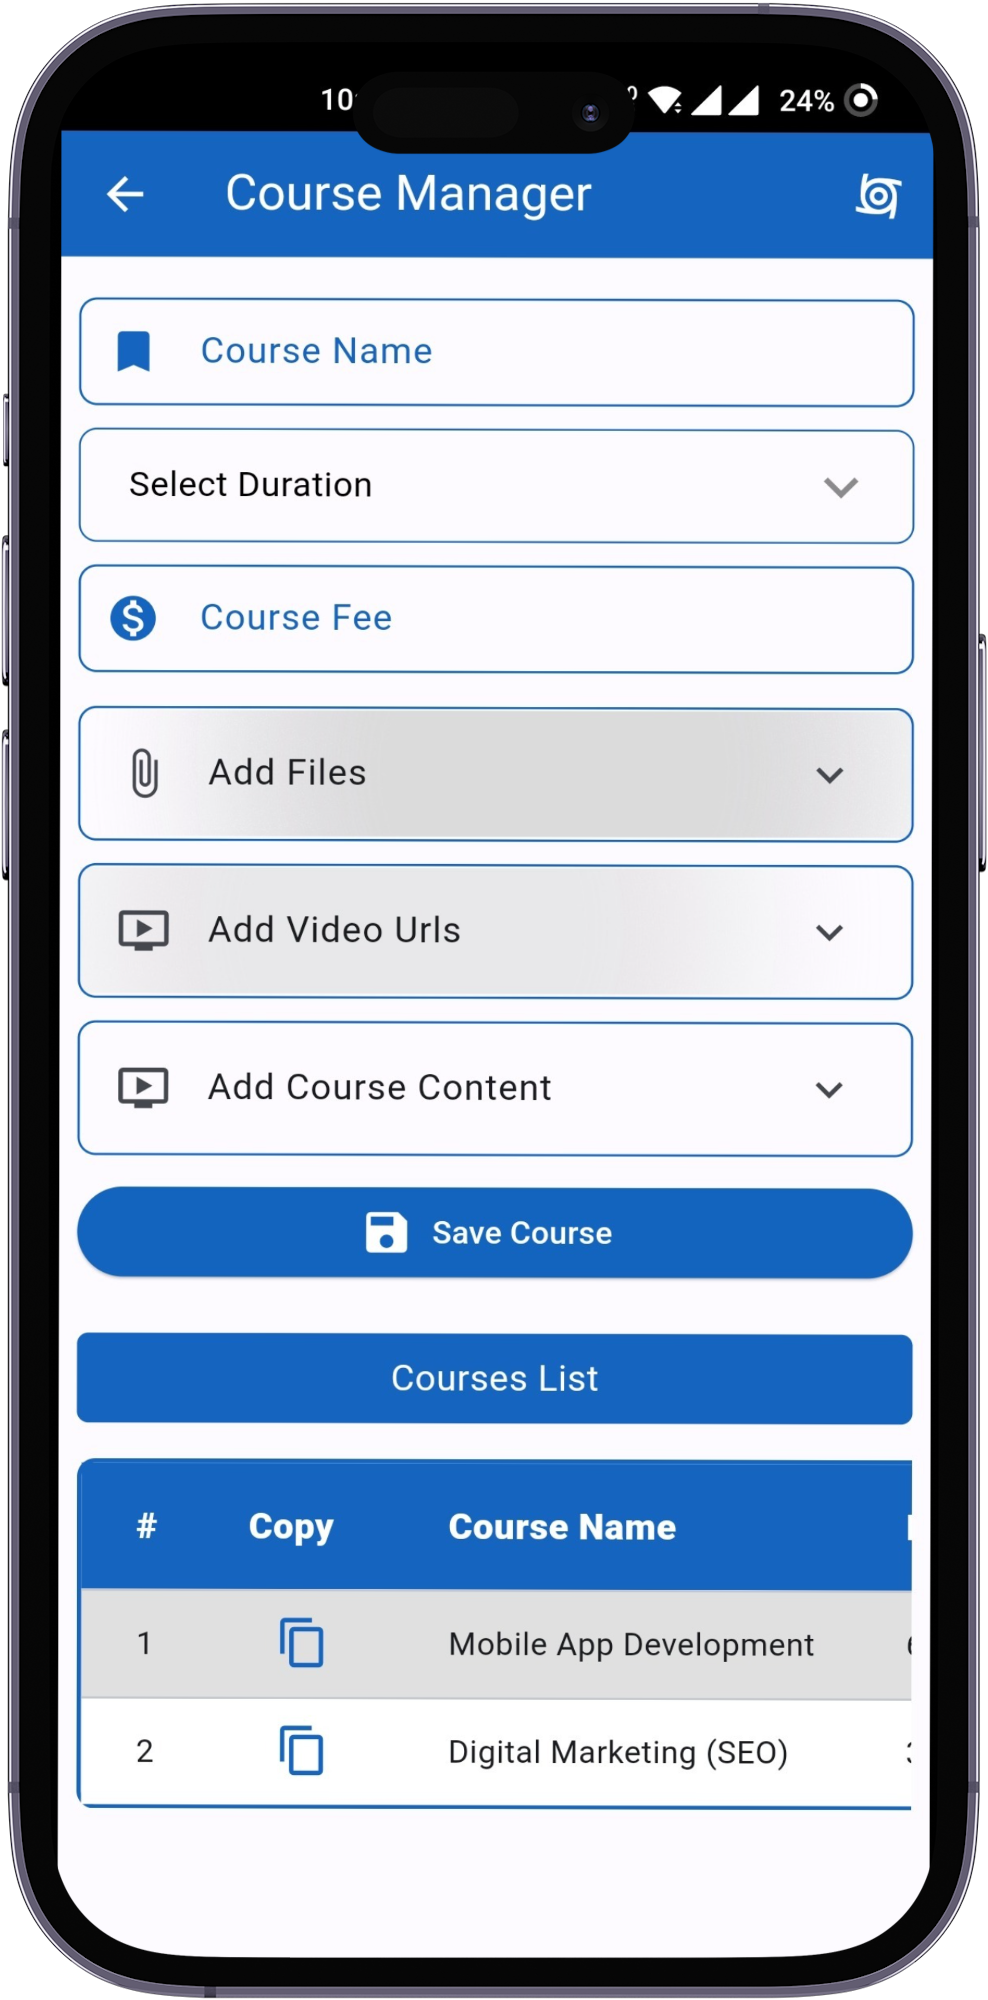 10
24%
Course Manager
Course Name
Select Duration
Course Fee
Add Files
Add Video Urls
Add Course Content
Save Course
Courses List
# Copy Course Name
1 Mobile App Development
2 Digital Marketing (SEO)